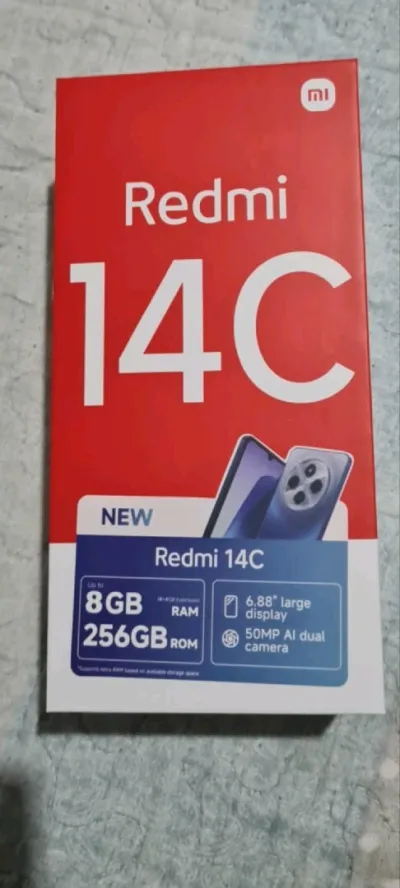 mi
Redmi
14C
NEW
Redmi 14C
Up to
8GB RAM
256GB ROM
6.88" large
display
50MP AI dual
camera